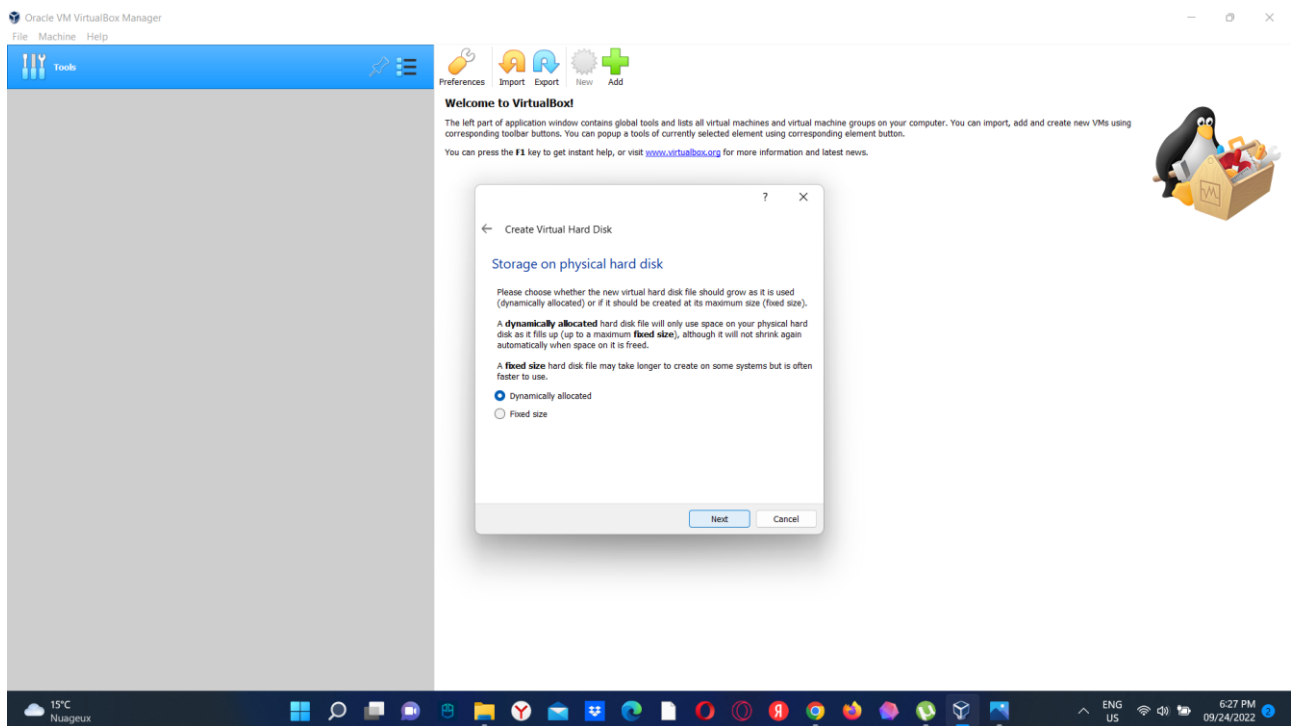 Oracle VM VirtualBox Manager
File Machine Help
Tools
Preferences Import Export New Add
Welcome to VirtualBox!
The left part of application window contains global tools and lists all virtual machines and virtual machine groups on your computer. You can import, add and create new VMs using
corresponding toolbar buttons. You can popup a tools of currently selected element using corresponding element button.
You can press the F1 key to get instant help, or visit www.virtualbox.org for more information and latest news.
?
Create Virtual Hard Disk
Storage on physical hard disk
Please choose whether the new virtual hard disk file should grow as it is used
(dynamically allocated) or if it should be created at its maximum size (fixed size).
A dynamically allocated hard disk file will only use space on your physical hard
disk as it fills up (up to a maximum fixed size), although it will not shrink again
automatically when space on it is freed.
A fixed size hard disk file may take longer to create on some systems but is often
faster to use.
Dynamically allocated
Fixed size
Next Cancel
15°C
Nuageux
ENG
US
6:27 PM
09/24/2022
2